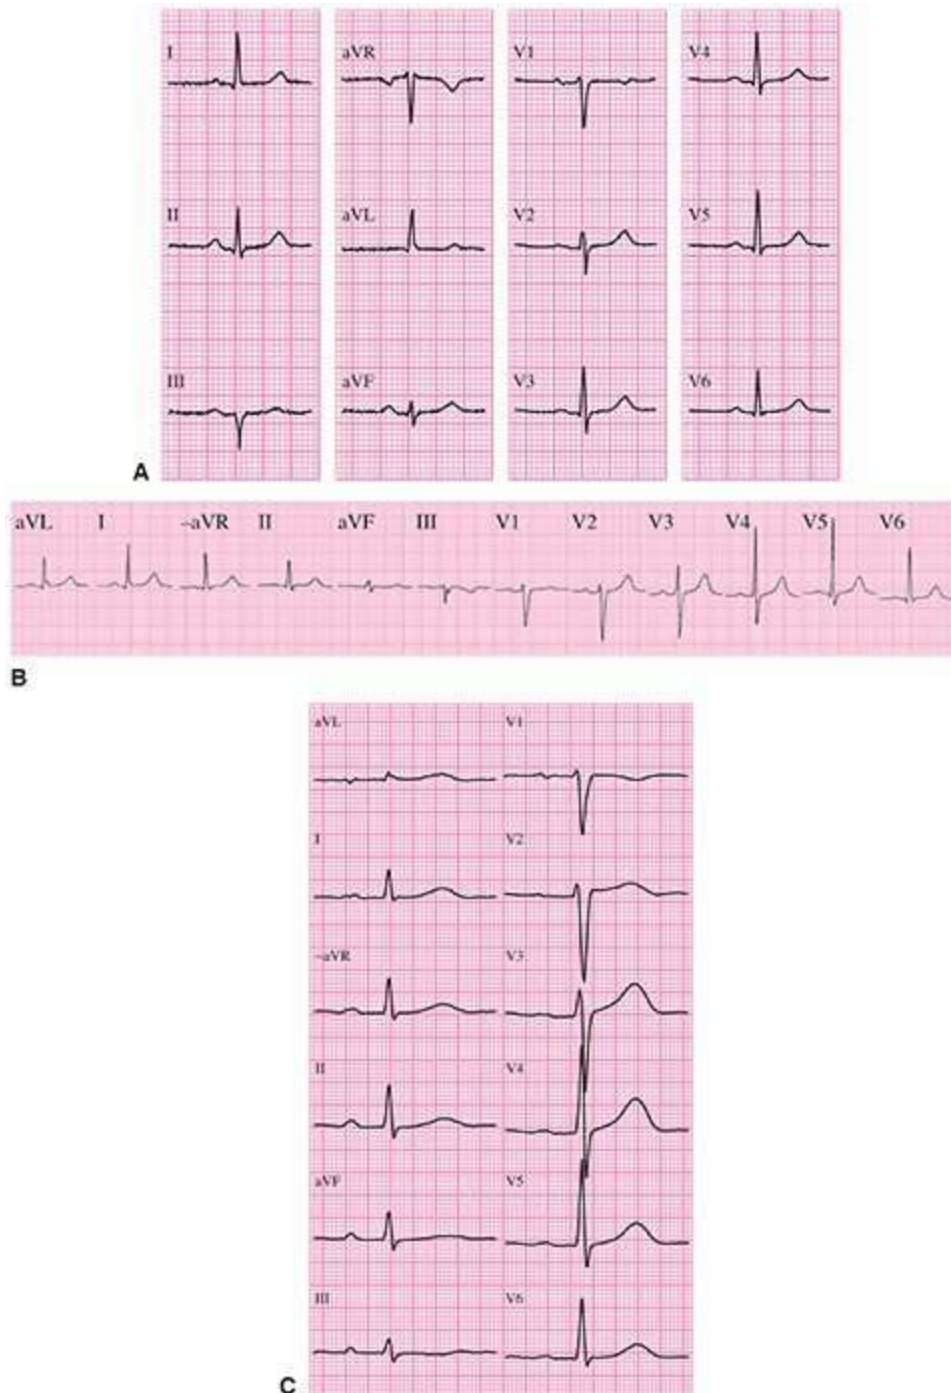 I aVR V1 V4
II aVL V2 V5
III aVF V3 V6
A
aVL I -aVR II aVF III V1 V2 V3 V4 V5 V6
B
aVL V1
I V2
-aVR V3
II V4
aVF V5
III V6
C